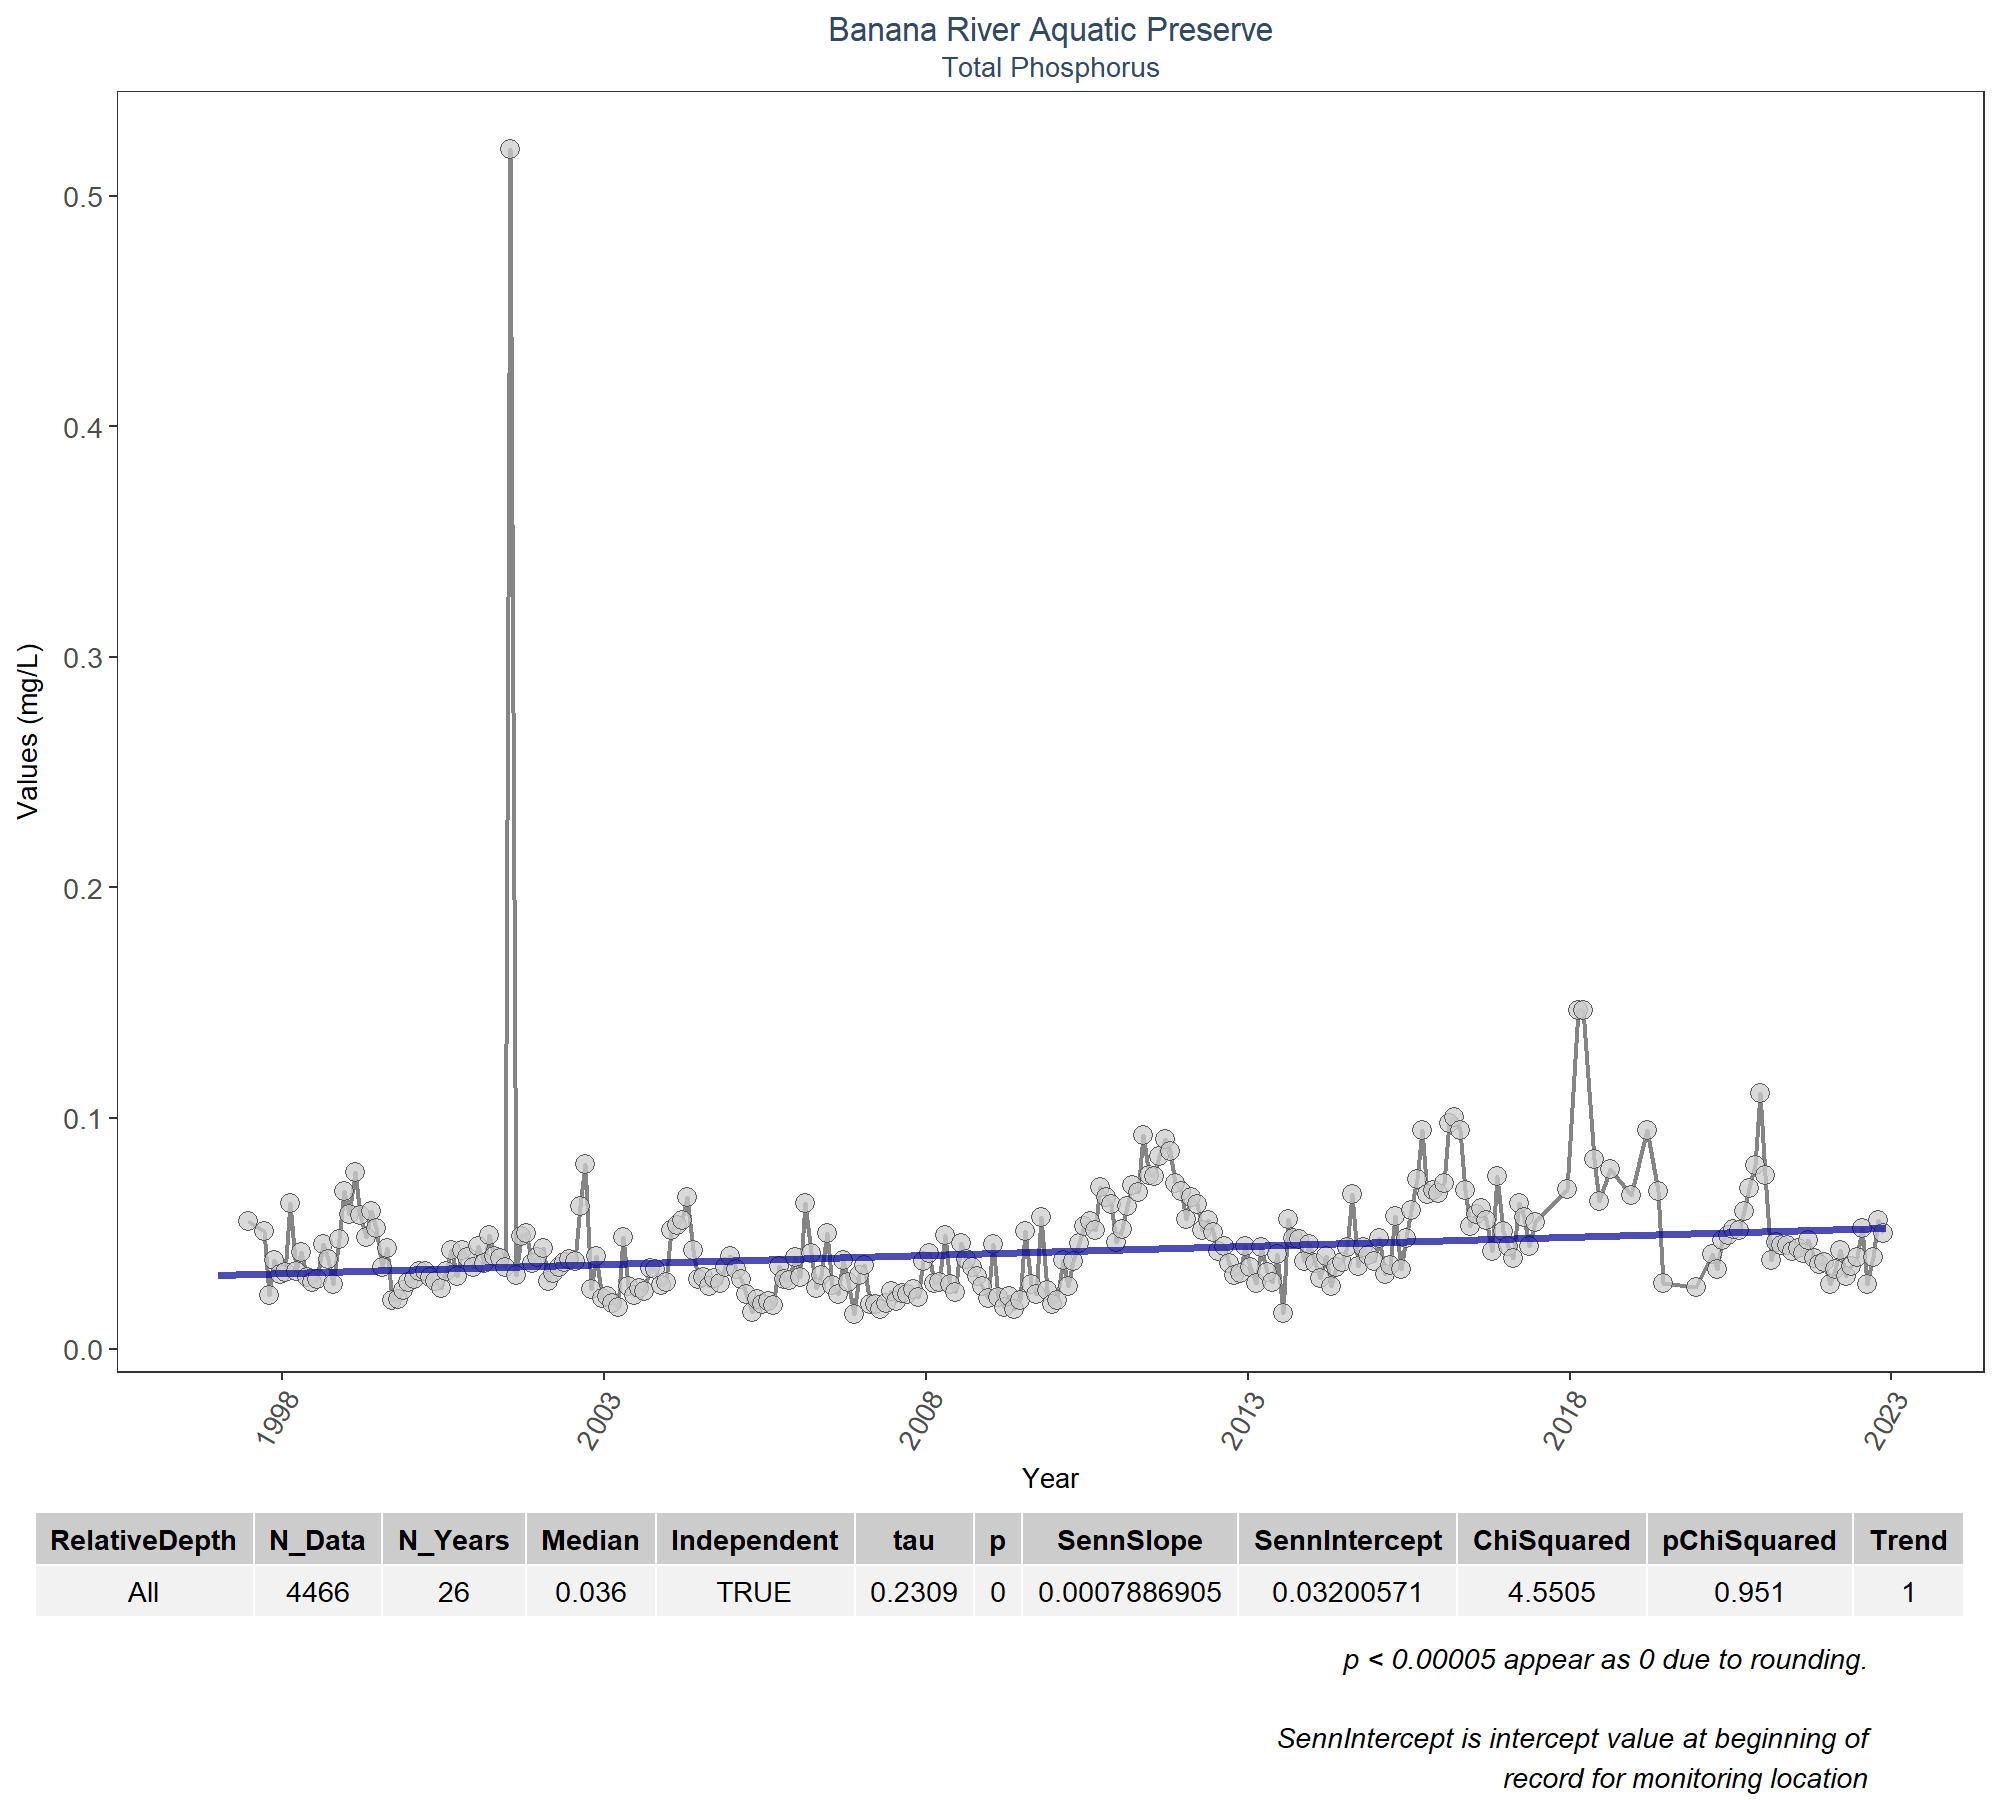 Banana River Aquatic Preserve
Total Phosphorus
Values (mg/L)
0.5
0.4
0.3
0.2
0.1
0.0
1998 2003 2008 2013 2018 2023
Year
RelativeDepth N_Data N_Years Median Independent tau p SennSlope SennIntercept ChiSquared pChiSquared Trend
All 4466 26 0.036 TRUE 0.2309 0 0.0007886905 0.03200571 4.5505 0.951 1
p < 0.00005 appear as 0 due to rounding.
SennIntercept is intercept value at beginning of
record for monitoring location